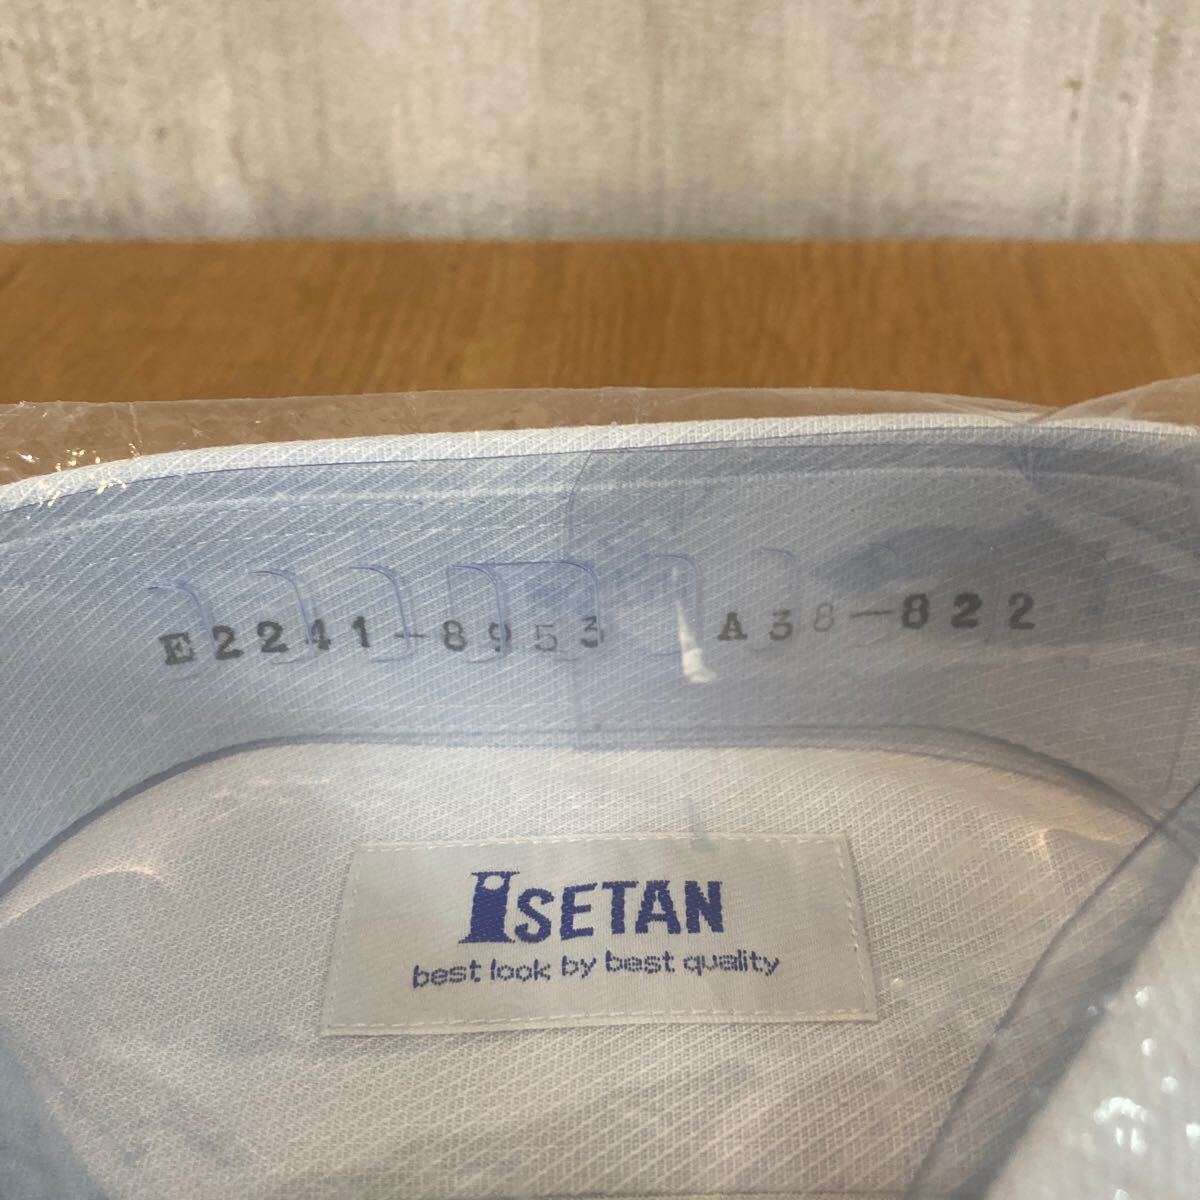 E2241-8953 A38-822
ISETAN
best look by best quality